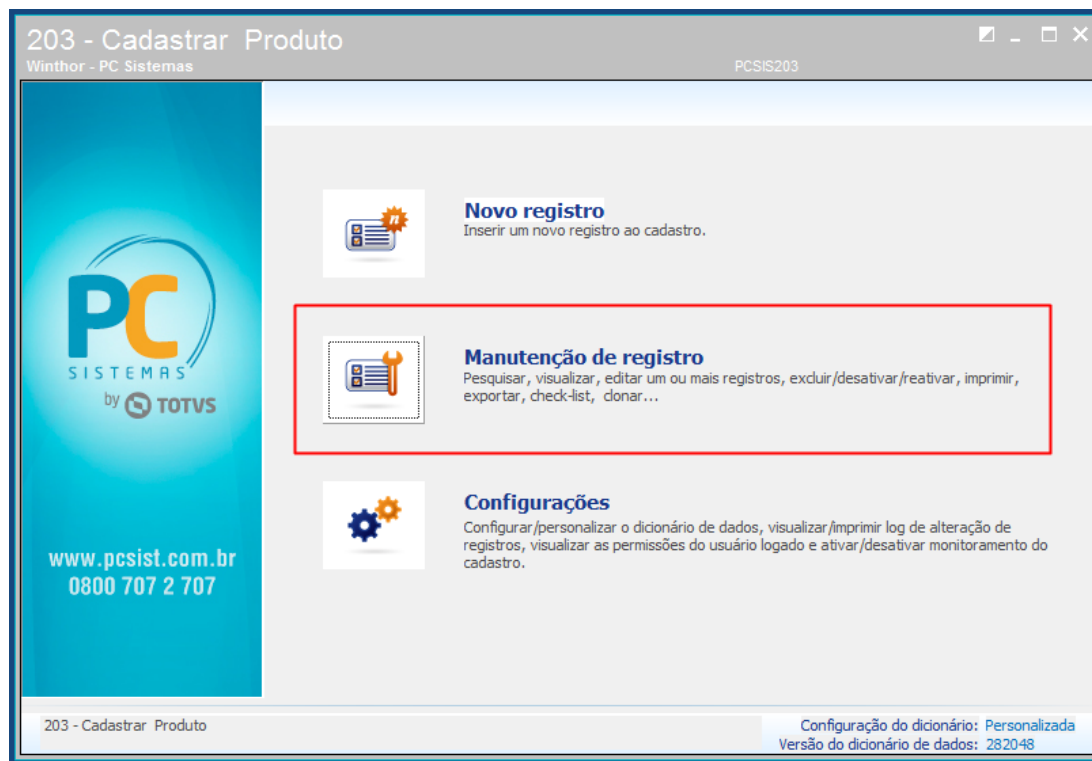 203 - Cadastrar Produto
Winthor - PC Sistemas
PCSIS203
PC
SISTEMAS
by TOTVS
www.pcsist.com.br
0800 707 2 707
n
Novo registro
Inserir um novo registro ao cadastro.
Manutenção de registro
Pesquisar, visualizar, editar um ou mais registros, excluir/desativar/reativar, imprimir,
exportar, check-list, clonar...
Configurações
Configurar/personalizar o dicionário de dados, visualizar/imprimir log de alteração de
registros, visualizar as permissões do usuário logado e ativar/desativar monitoramento do
cadastro.
203 - Cadastrar Produto
Configuração do dicionário: Personalizada
Versão do dicionário de dados: 282048